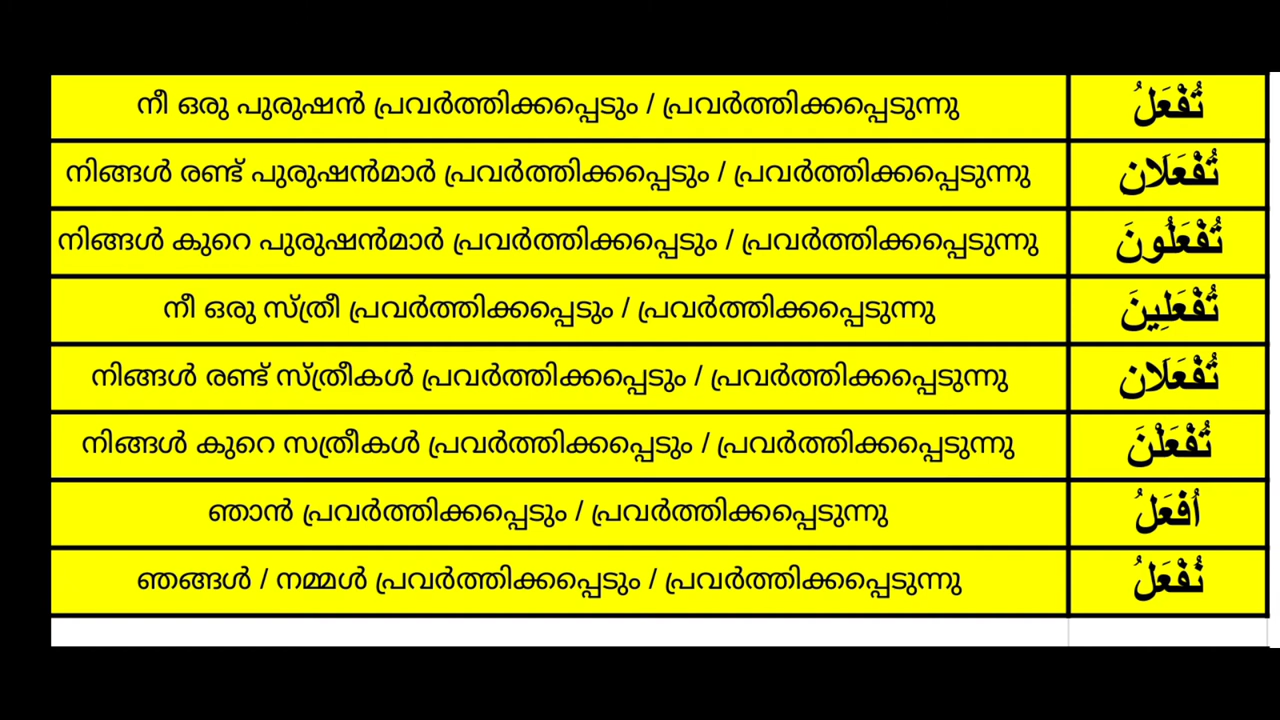 നീ ഒരു പുരുഷൻ പ്രവർത്തിക്കപ്പെടും / പ്രവർത്തിക്കപ്പെടുന്നു تُفْعَلُ
നിങ്ങൾ രണ്ട് പുരുഷൻമാർ പ്രവർത്തിക്കപ്പെടും / പ്രവർത്തിക്കപ്പെടുന്നു تُفْعَلَان
നിങ്ങൾ കുറെ പുരുഷൻമാർ പ്രവർത്തിക്കപ്പെടും / പ്രവർത്തിക്കപ്പെടുന്നു تُفْعَلُونَ
നീ ഒരു സ്ത്രീ പ്രവർത്തിക്കപ്പെടും / പ്രവർത്തിക്കപ്പെടുന്നു تُفْعَلِينَ
നിങ്ങൾ രണ്ട് സ്ത്രീകൾ പ്രവർത്തിക്കപ്പെടും / പ്രവർത്തിക്കപ്പെടുന്നു تُفْعَلَان
നിങ്ങൾ കുറെ സത്രീകൾ പ്രവർത്തിക്കപ്പെടും / പ്രവർത്തിക്കപ്പെടുന്നു تُفْعَلْنَ
ഞാൻ പ്രവർത്തിക്കപ്പെടും / പ്രവർത്തിക്കപ്പെടുന്നു أُفْعَلُ
ഞങ്ങൾ / നമ്മൾ പ്രവർത്തിക്കപ്പെടും / പ്രവർത്തിക്കപ്പെടുന്നു نُفْعَلُ